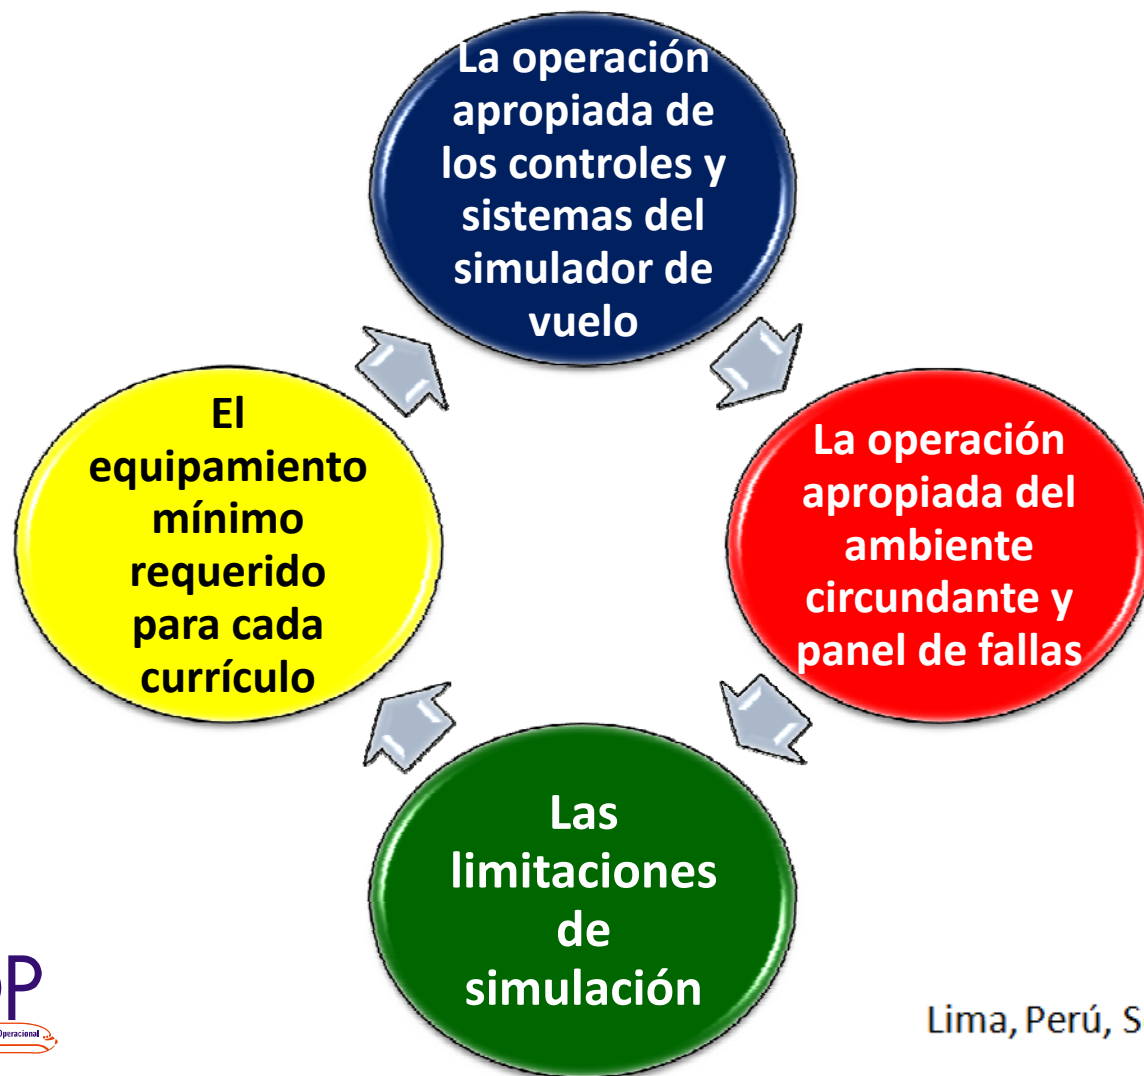 La operación
apropiada de
los controles y
sistemas del
simulador de
vuelo
El
equipamiento
mínimo
requerido
para cada
currículo
La operación
apropiada del
ambiente
circundante y
panel de fallas
Las
limitaciones
de
simulación
Operacional
Lima, Perú, S